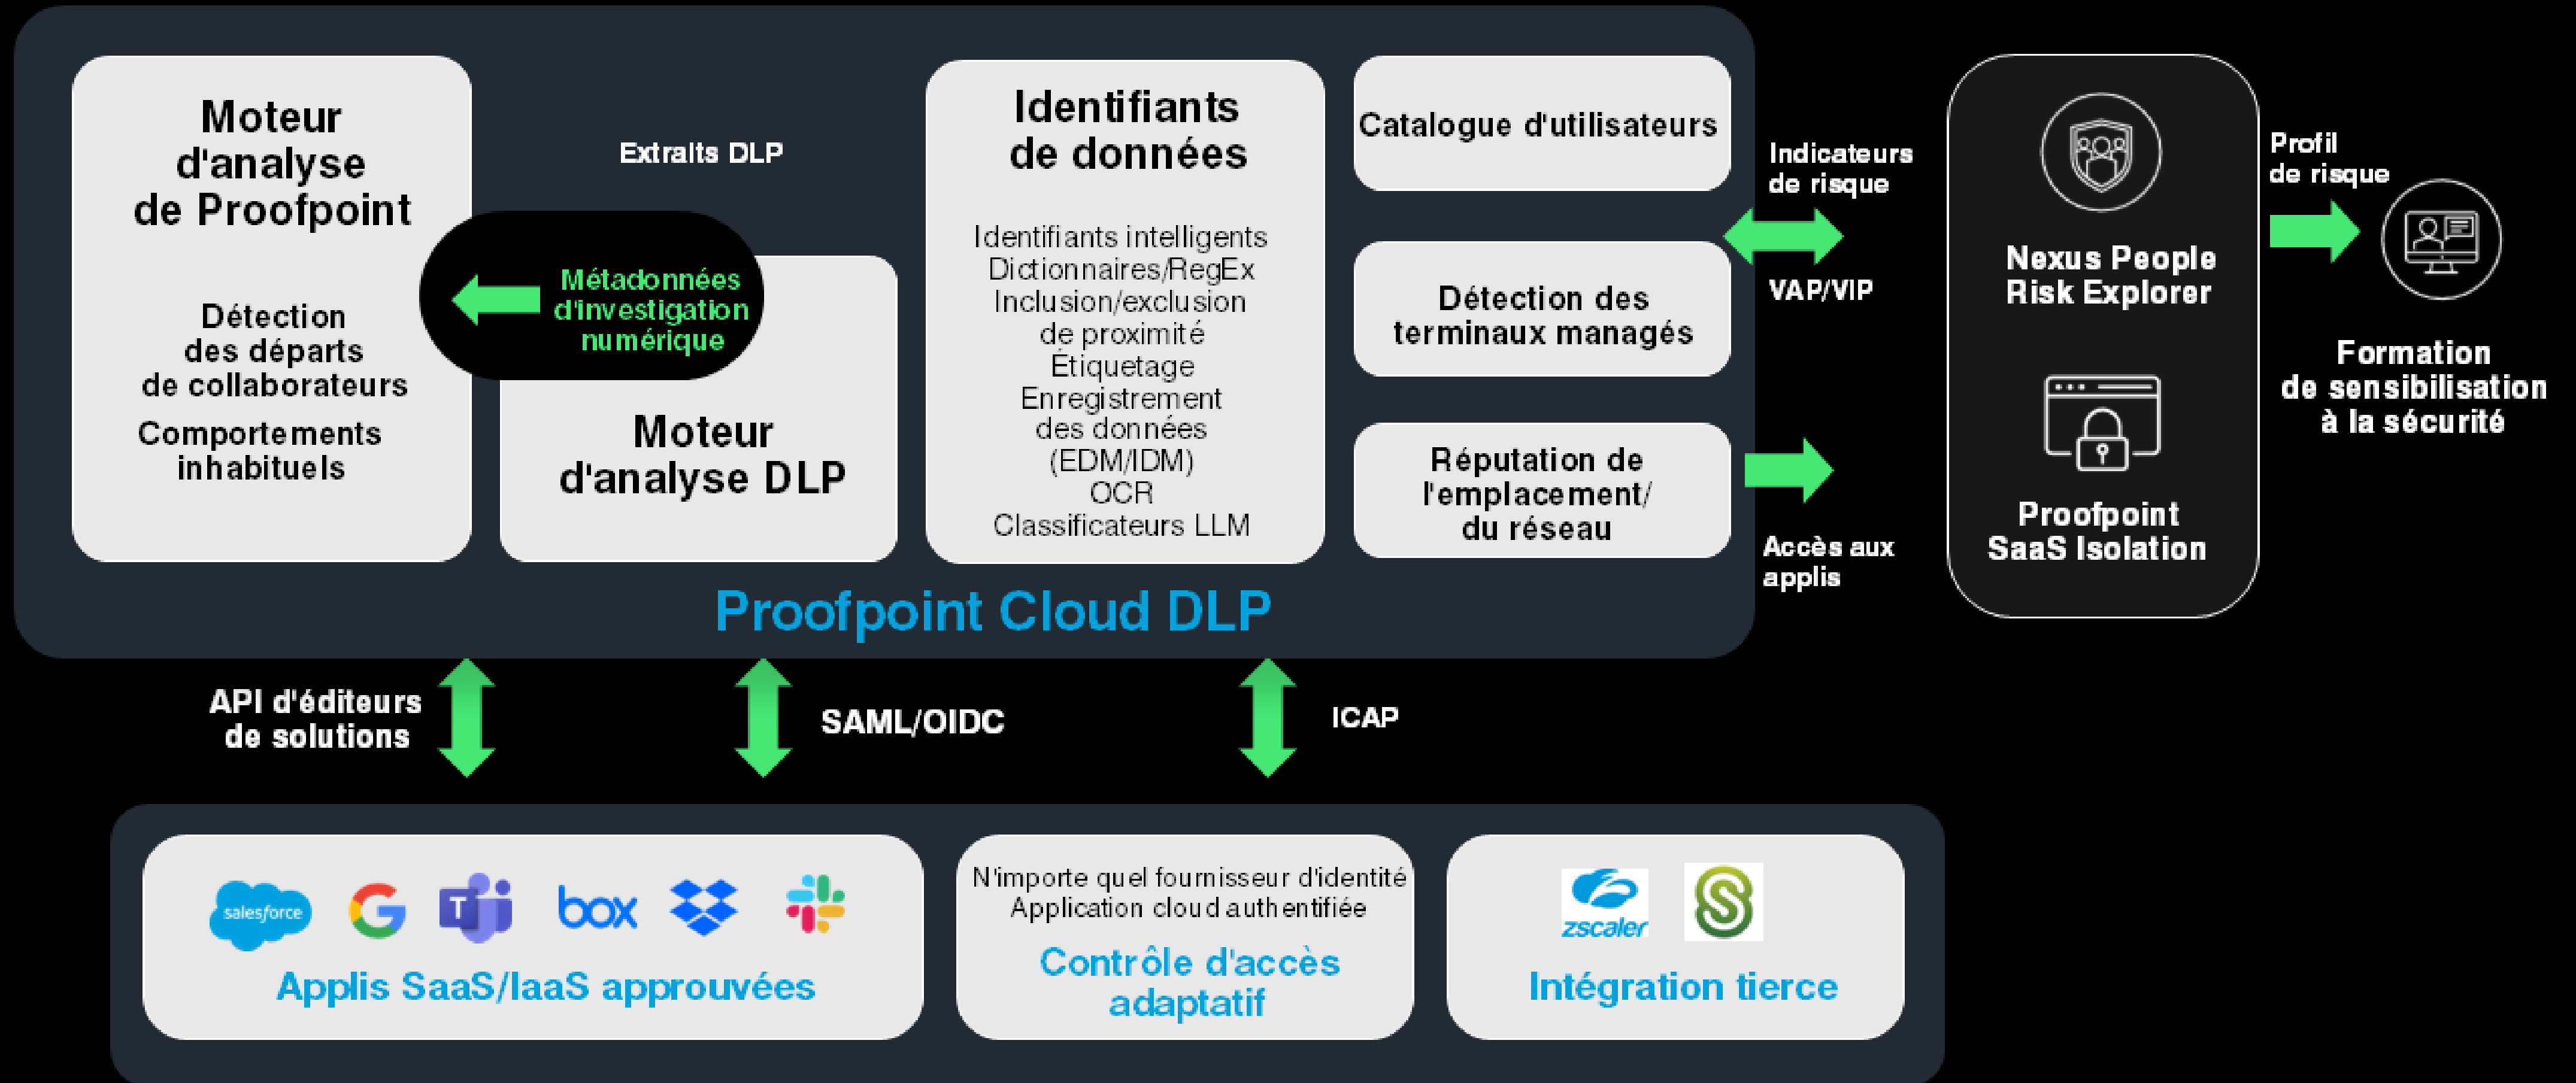 Moteur
d'analyse
de Proofpoint
Détection
des départs
de collaborateurs
Comportements
inhabituels
Extraits DLP
Métadonnées
d'investigation
numérique
Moteur
d'analyse DLP
Identifiants
de données
Identifiants intelligents
Dictionnaires/RegEx
Inclusion/exclusion
de proximité
Étiquetage
Enregistrement
des données
(EDM/IDM)
OCR
Classificateurs LLM
Catalogue d'utilisateurs
Détection des
terminaux managés
Réputation de
l'emplacement/
du réseau
Proofpoint Cloud DLP
Indicateurs
de risque
VAP/VIP
Accès aux
applis
Nexus People
Risk Explorer
Proofpoint
SaaS Isolation
Profil
de risque
Formation
de sensibilisation
à la sécurité
API d'éditeurs
de solutions
SAML/OIDC
ICAP
salesforce
G
T
box
Applis SaaS/IaaS approuvées
N'importe quel fournisseur d'identité
Application cloud authentifiée
Contrôle d'accès
adaptatif
zscaler
S
Intégration tierce